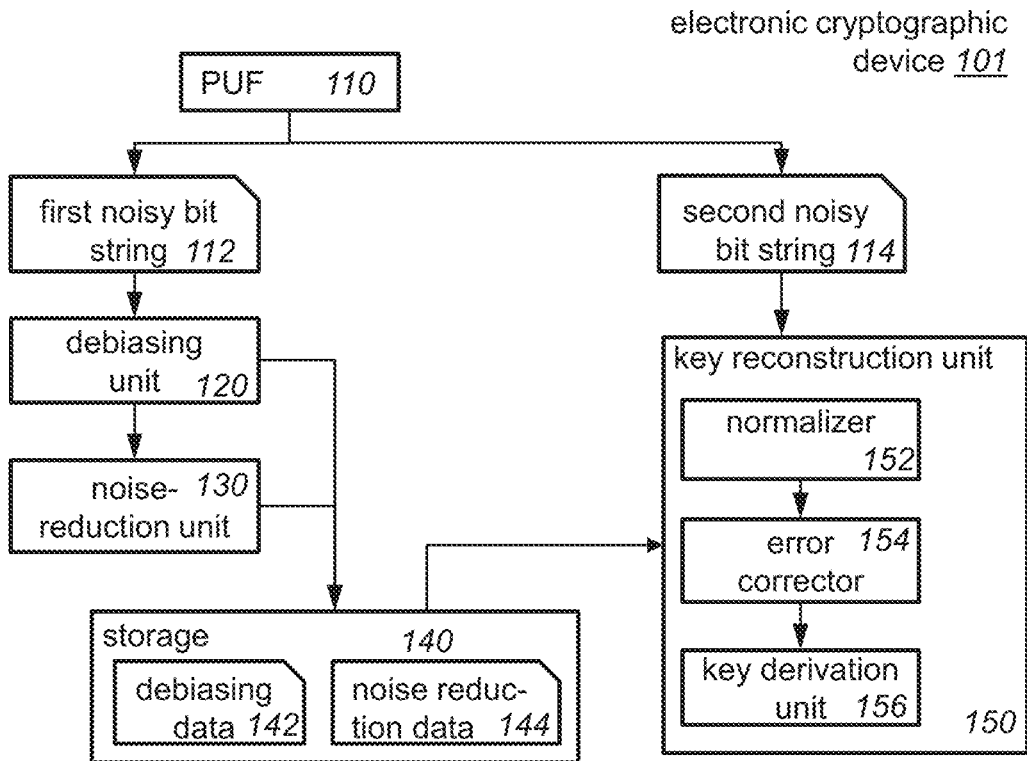 electronic cryptographic
device 101
PUF 110
first noisy bit
string 112
second noisy
bit string 114
debiasing
unit 120
noise- 130
reduction unit
storage 140
debiasing
data 142
noise reduc-
tion data 144
key reconstruction unit
normalizer
152
error 154
corrector
key derivation
unit 156
150